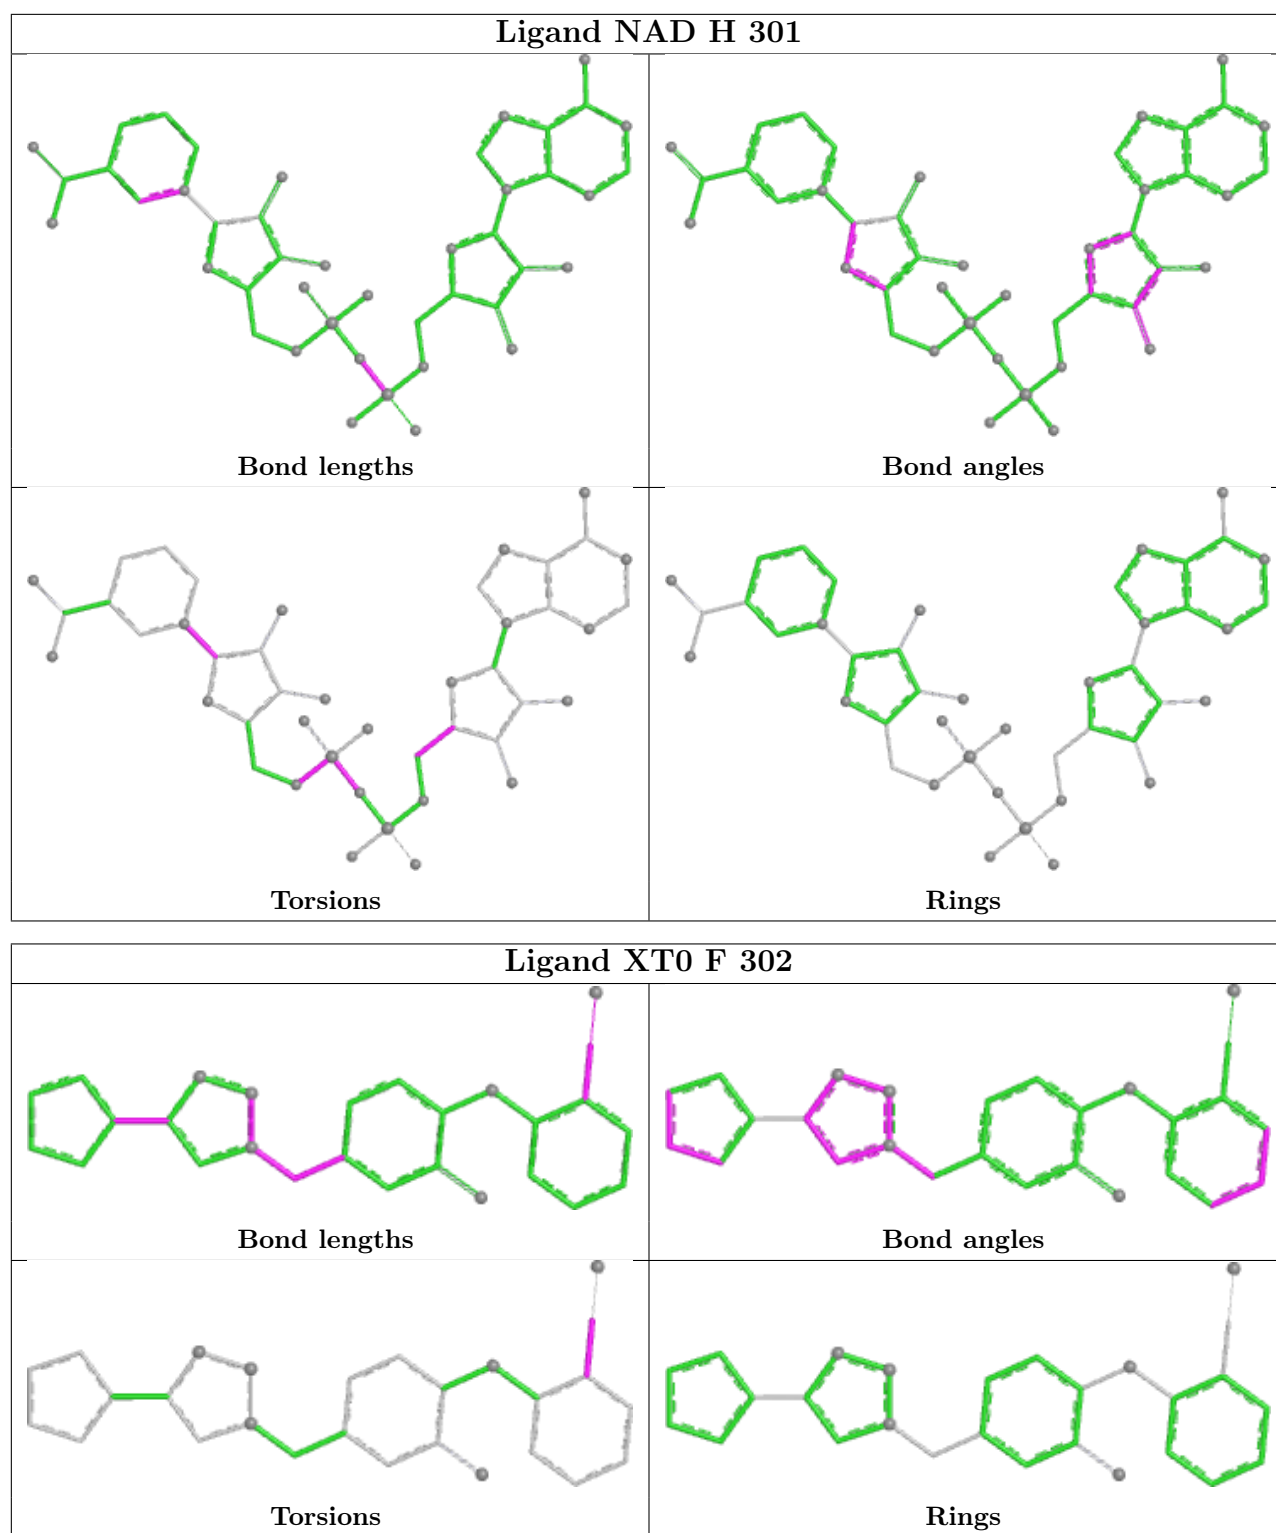 Ligand NAD H 301
Bond lengths
Bond angles
Torsions
Rings
Ligand XT0 F 302
Bond lengths
Bond angles
Torsions
Rings